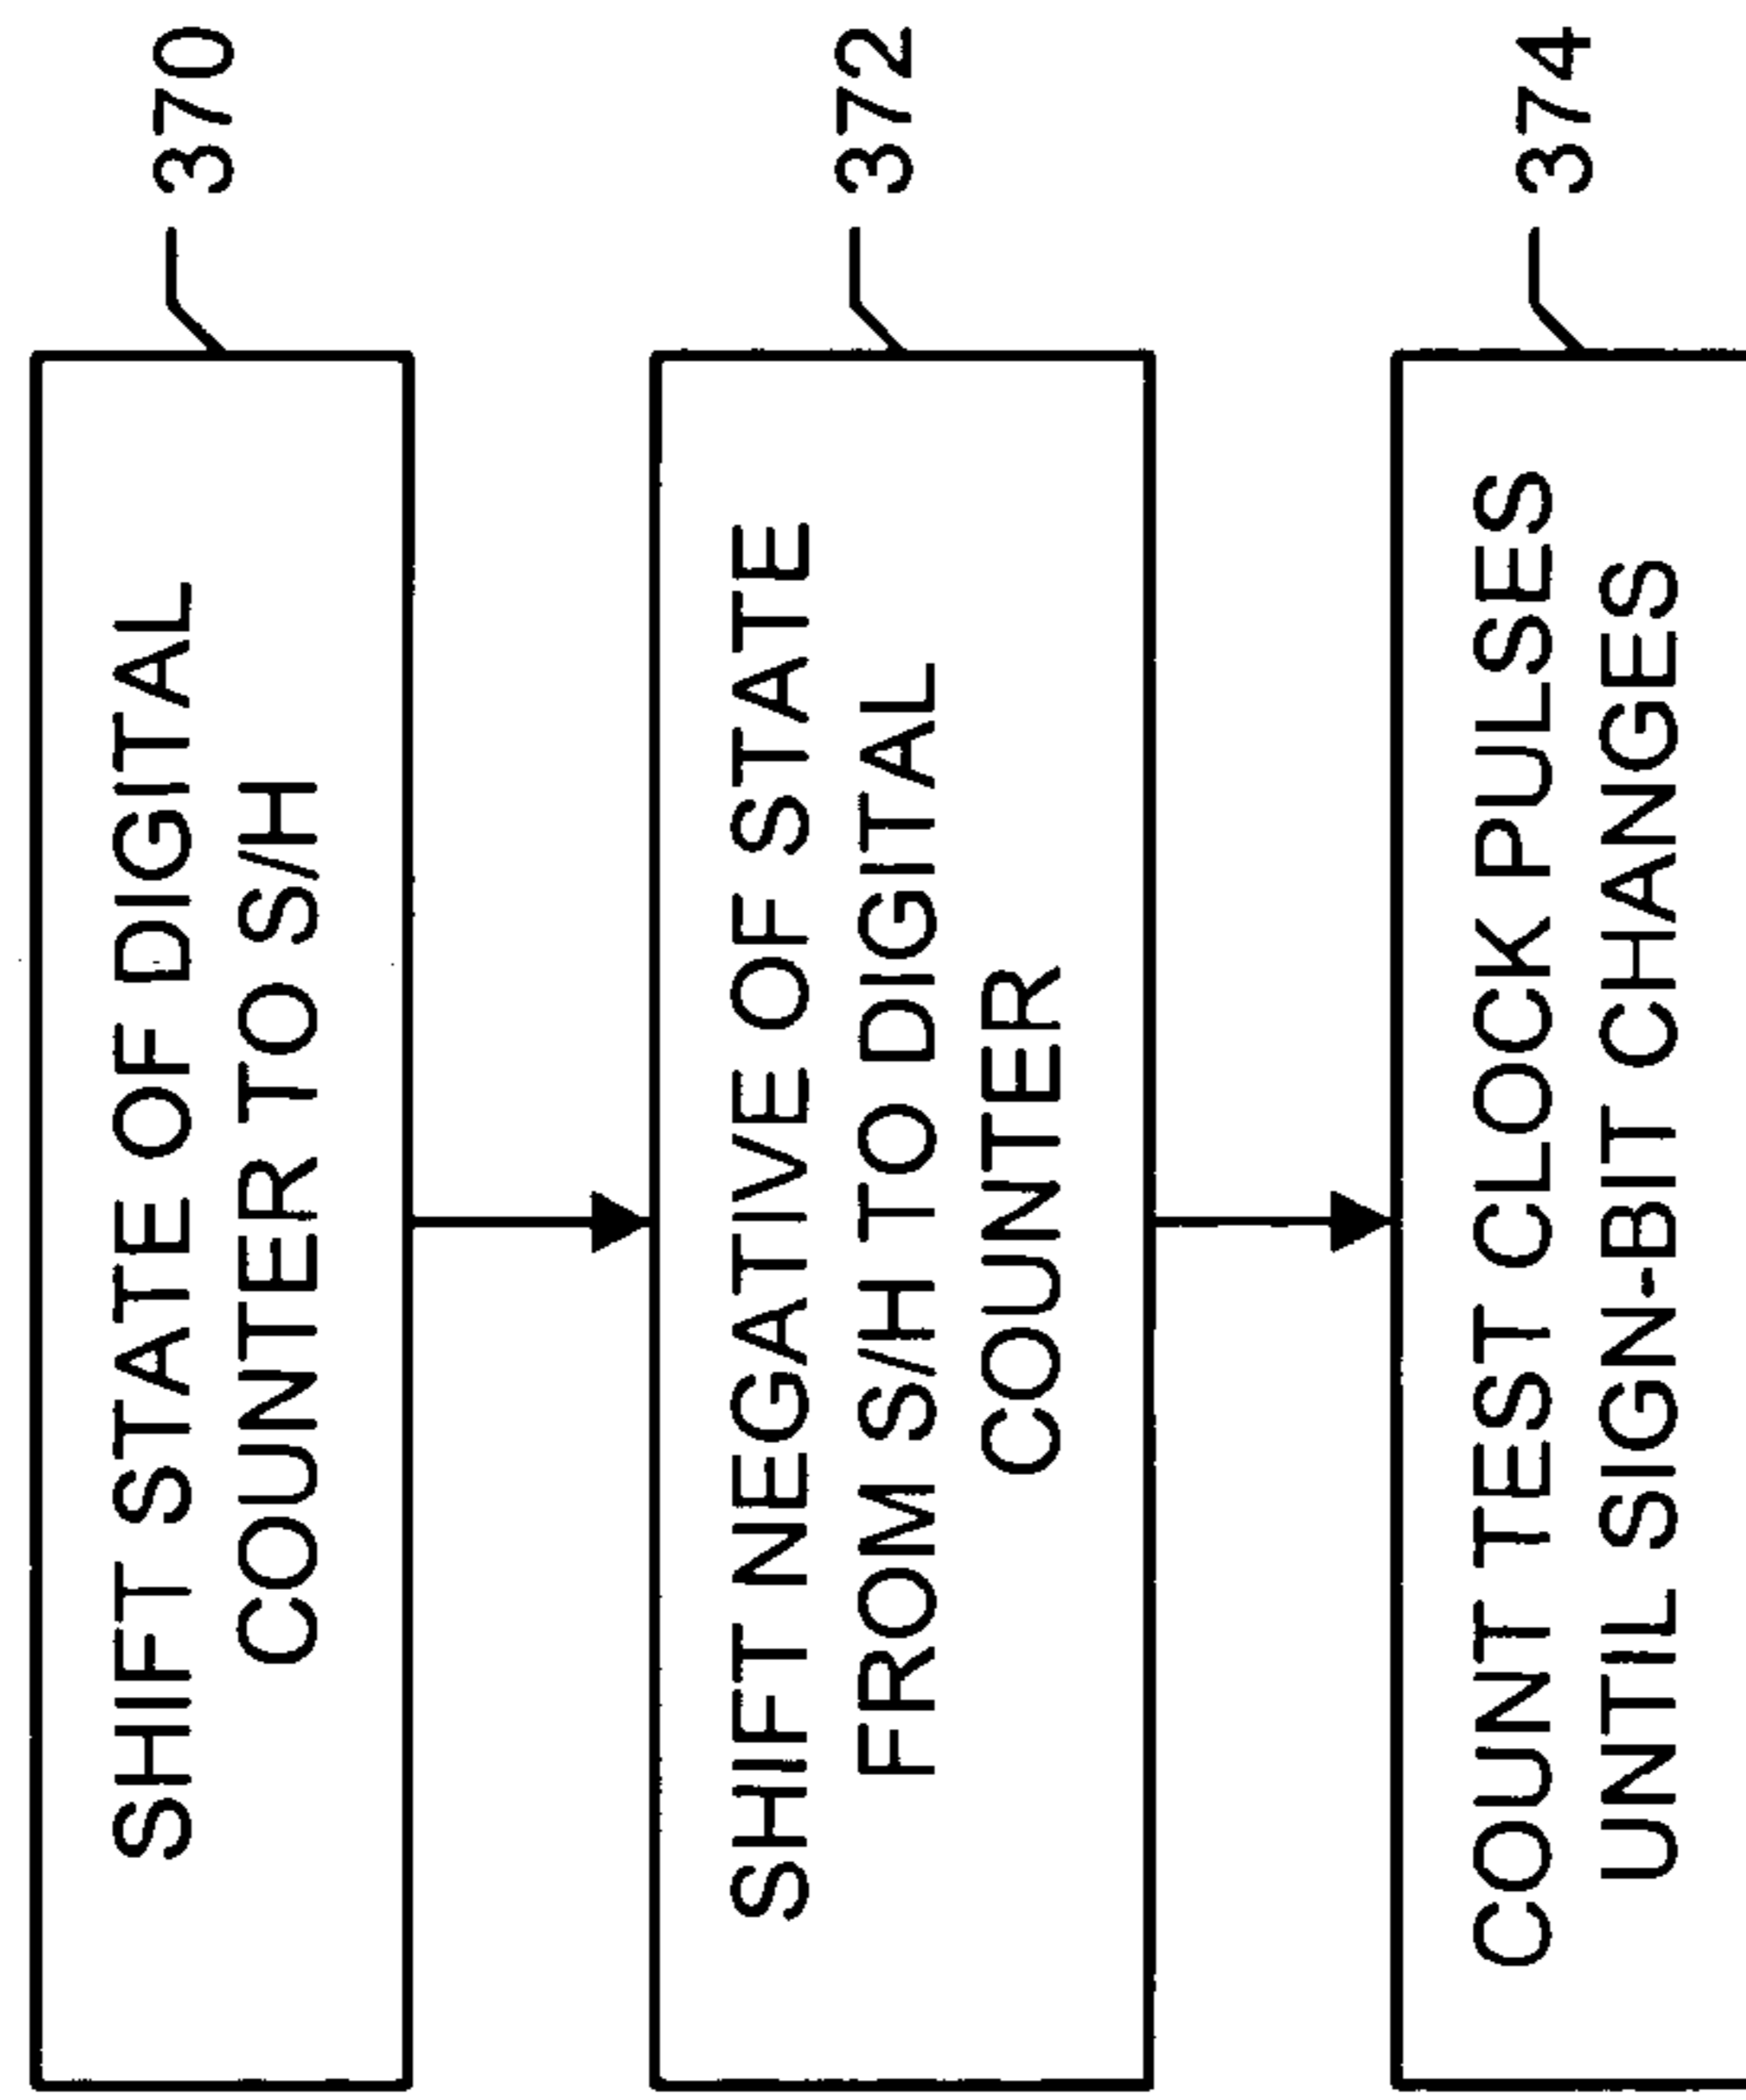 SHIFT STATE OF DIGITAL
COUNTER TO S/H
370
SHIFT NEGATIVE OF STATE
FROM S/H TO DIGITAL
COUNTER
372
COUNT TEST CLOCK PULSES
UNTIL SIGN-BIT CHANGES
374